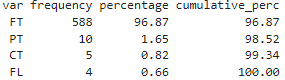 var frequency percentage cumulative_perc
FT 588 96.87 96.87
PT 10 1.65 98.52
CT 5 0.82 99.34
FL 4 0.66 100.00